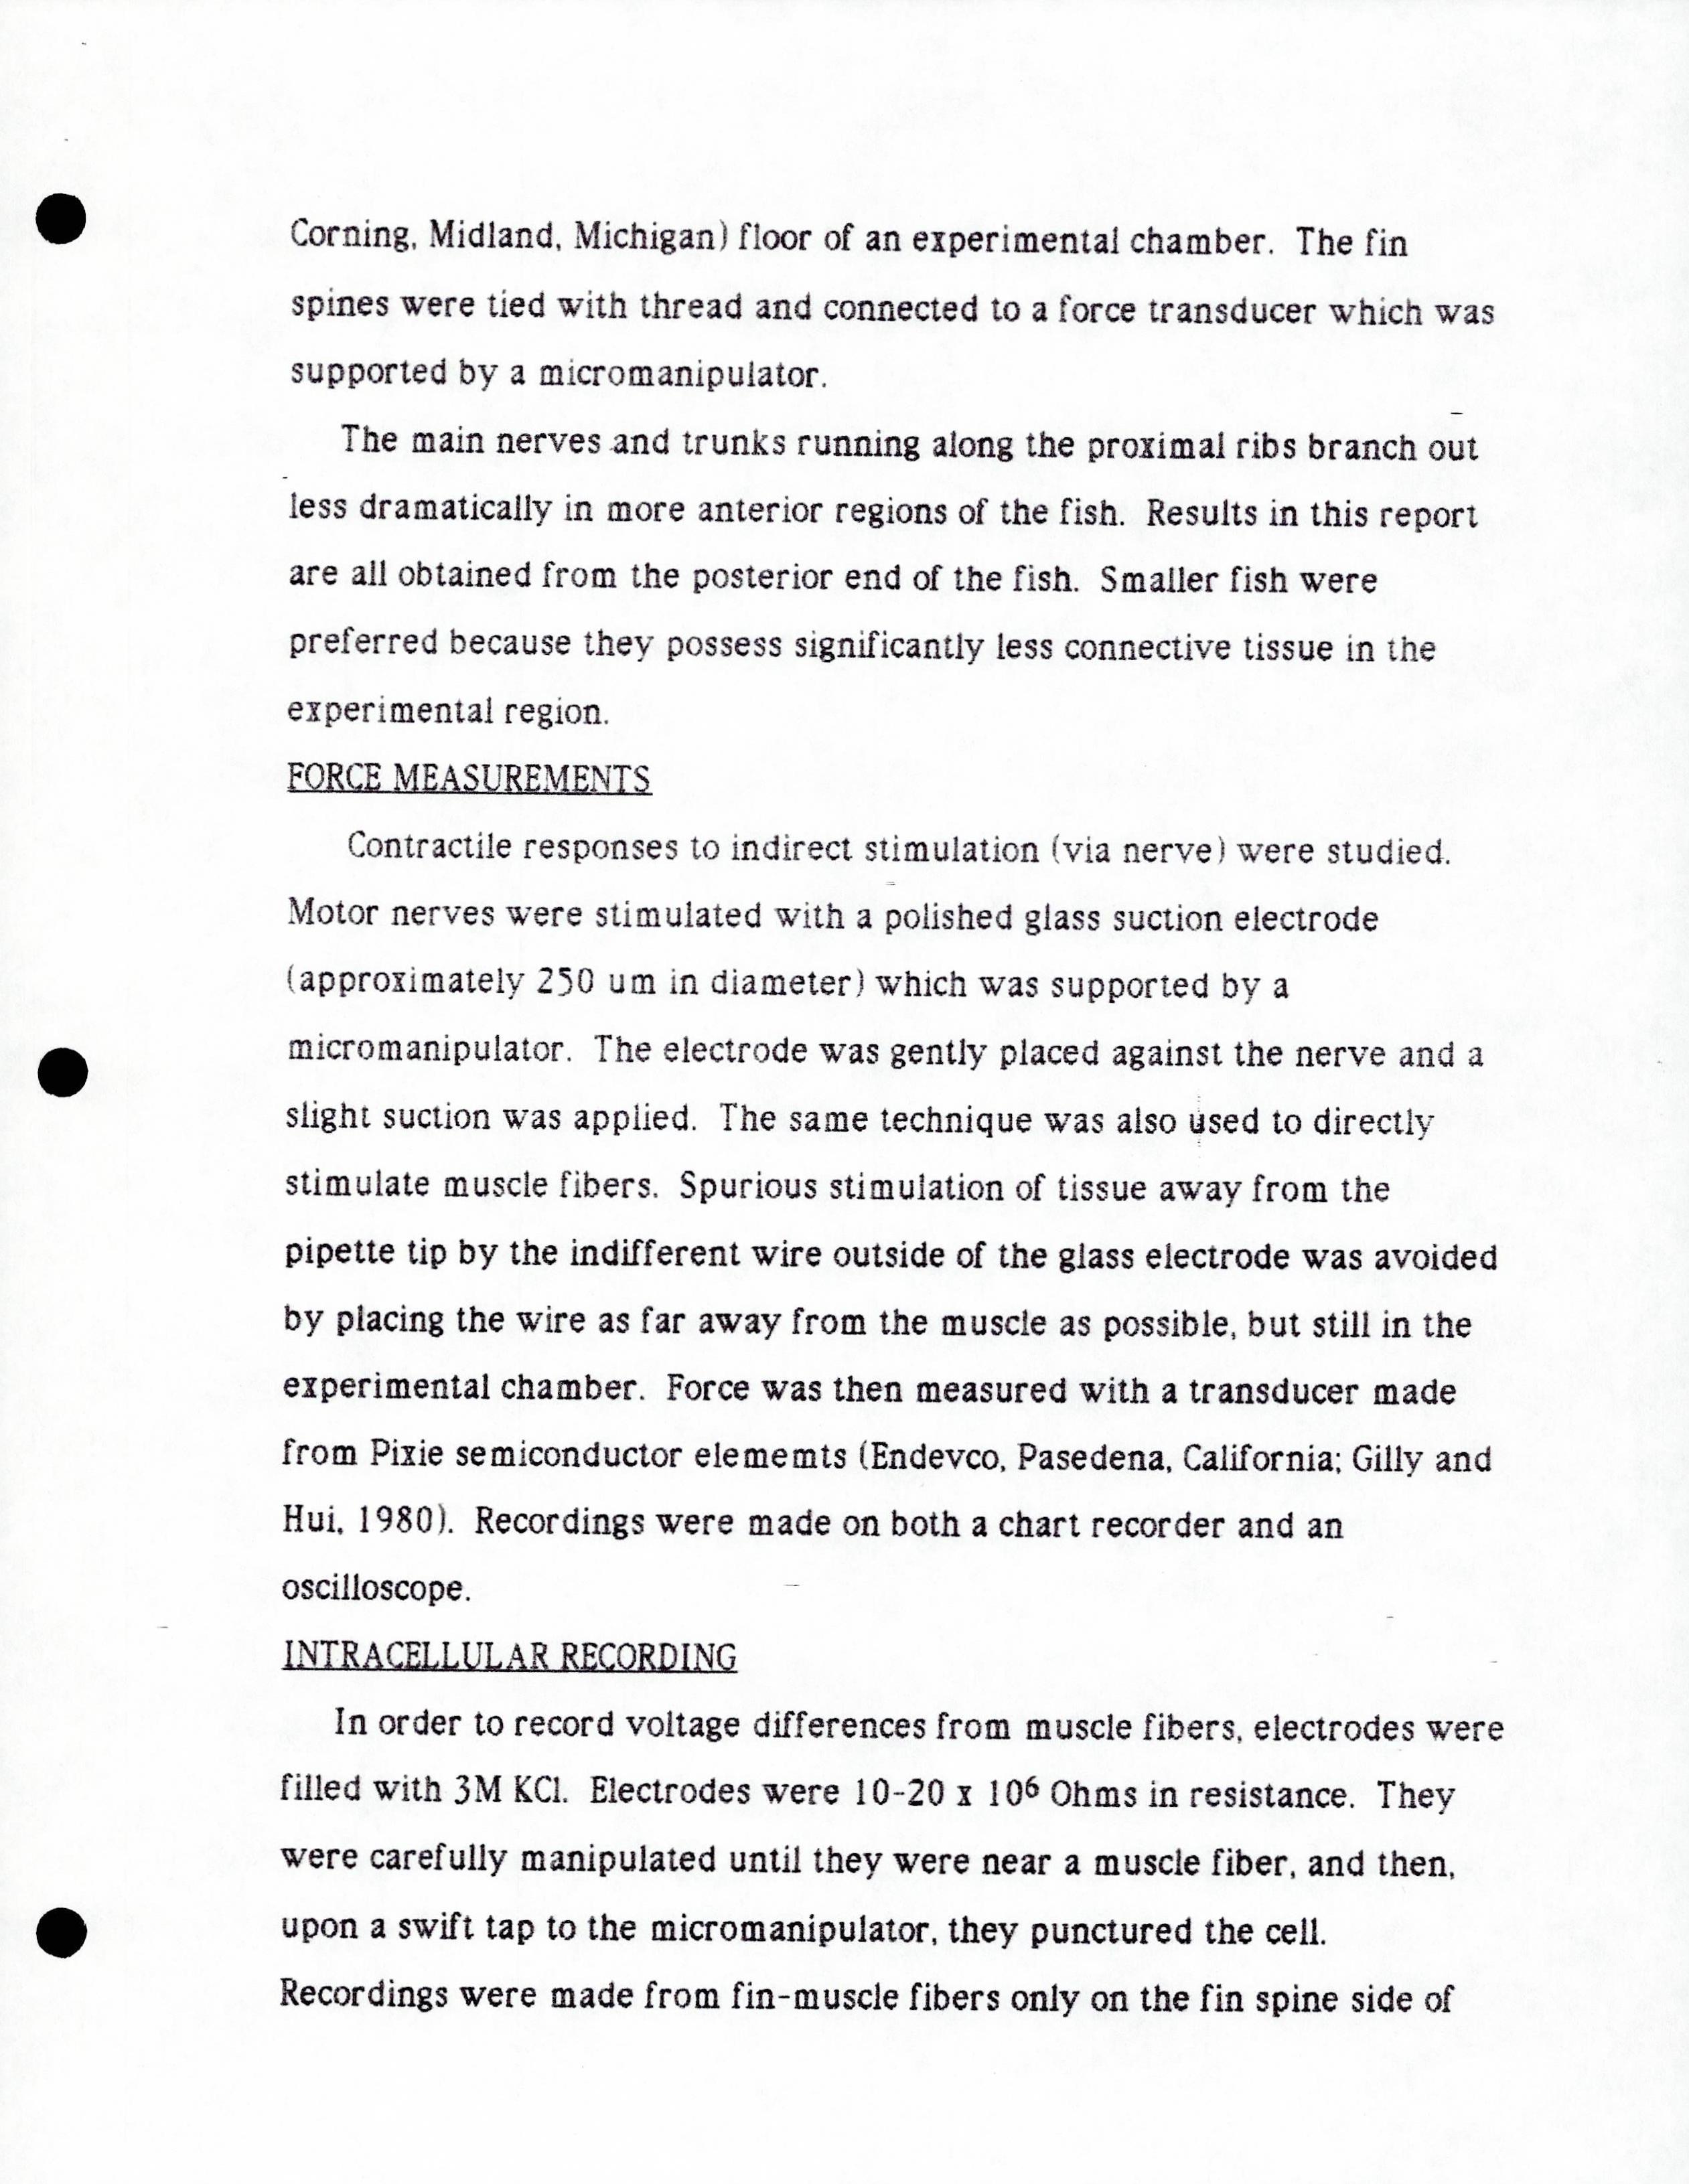 Corning, Midland, Michigan) floor of an experimental chamber. The fin
spines were tied with thread and connected to a force transducer which was
supported by a micromanipulator.
The main nerves and trunks running along the proximal ribs branch out
less dramatically in more anterior regions of the fish. Results in this report
are all obtained from the posterior end of the fish. Smaller fish were
preferred because they possess significantly less connective tissue in the
experimental region.
FORCE MEASUREMENTS
Contractile responses to indirect stimulation (via nerve) were studied.
Motor nerves were stimulated with a polished glass suction electrode
(approximately 250 um in diameter) which was supported by a
micromanipulator. The electrode was gently placed against the nerve and a
slight suction was applied. The same technique was also used to directly
stimulate muscle fibers. Spurious stimulation of tissue away from the
pipette tip by the indifferent wire outside of the glass electrode was avoided
by placing the wire as far away from the muscle as possible, but still in the
experimental chamber. Force was then measured with a transducer made
from Pixie semiconductor elememts (Endevco, Pasedena, California; Gilly and
Hui, 1980). Recordings were made on both a chart recorder and an
oscilloscope.
INTRACELLULAR RECORDING
In order to record voltage differences from muscle fibers, electrodes were
filled with 3M KCl. Electrodes were 10-20 x 10⁶ Ohms in resistance. They
were carefully manipulated until they were near a muscle fiber, and then,
upon a swift tap to the micromanipulator, they punctured the cell.
Recordings were made from fin-muscle fibers only on the fin spine side of